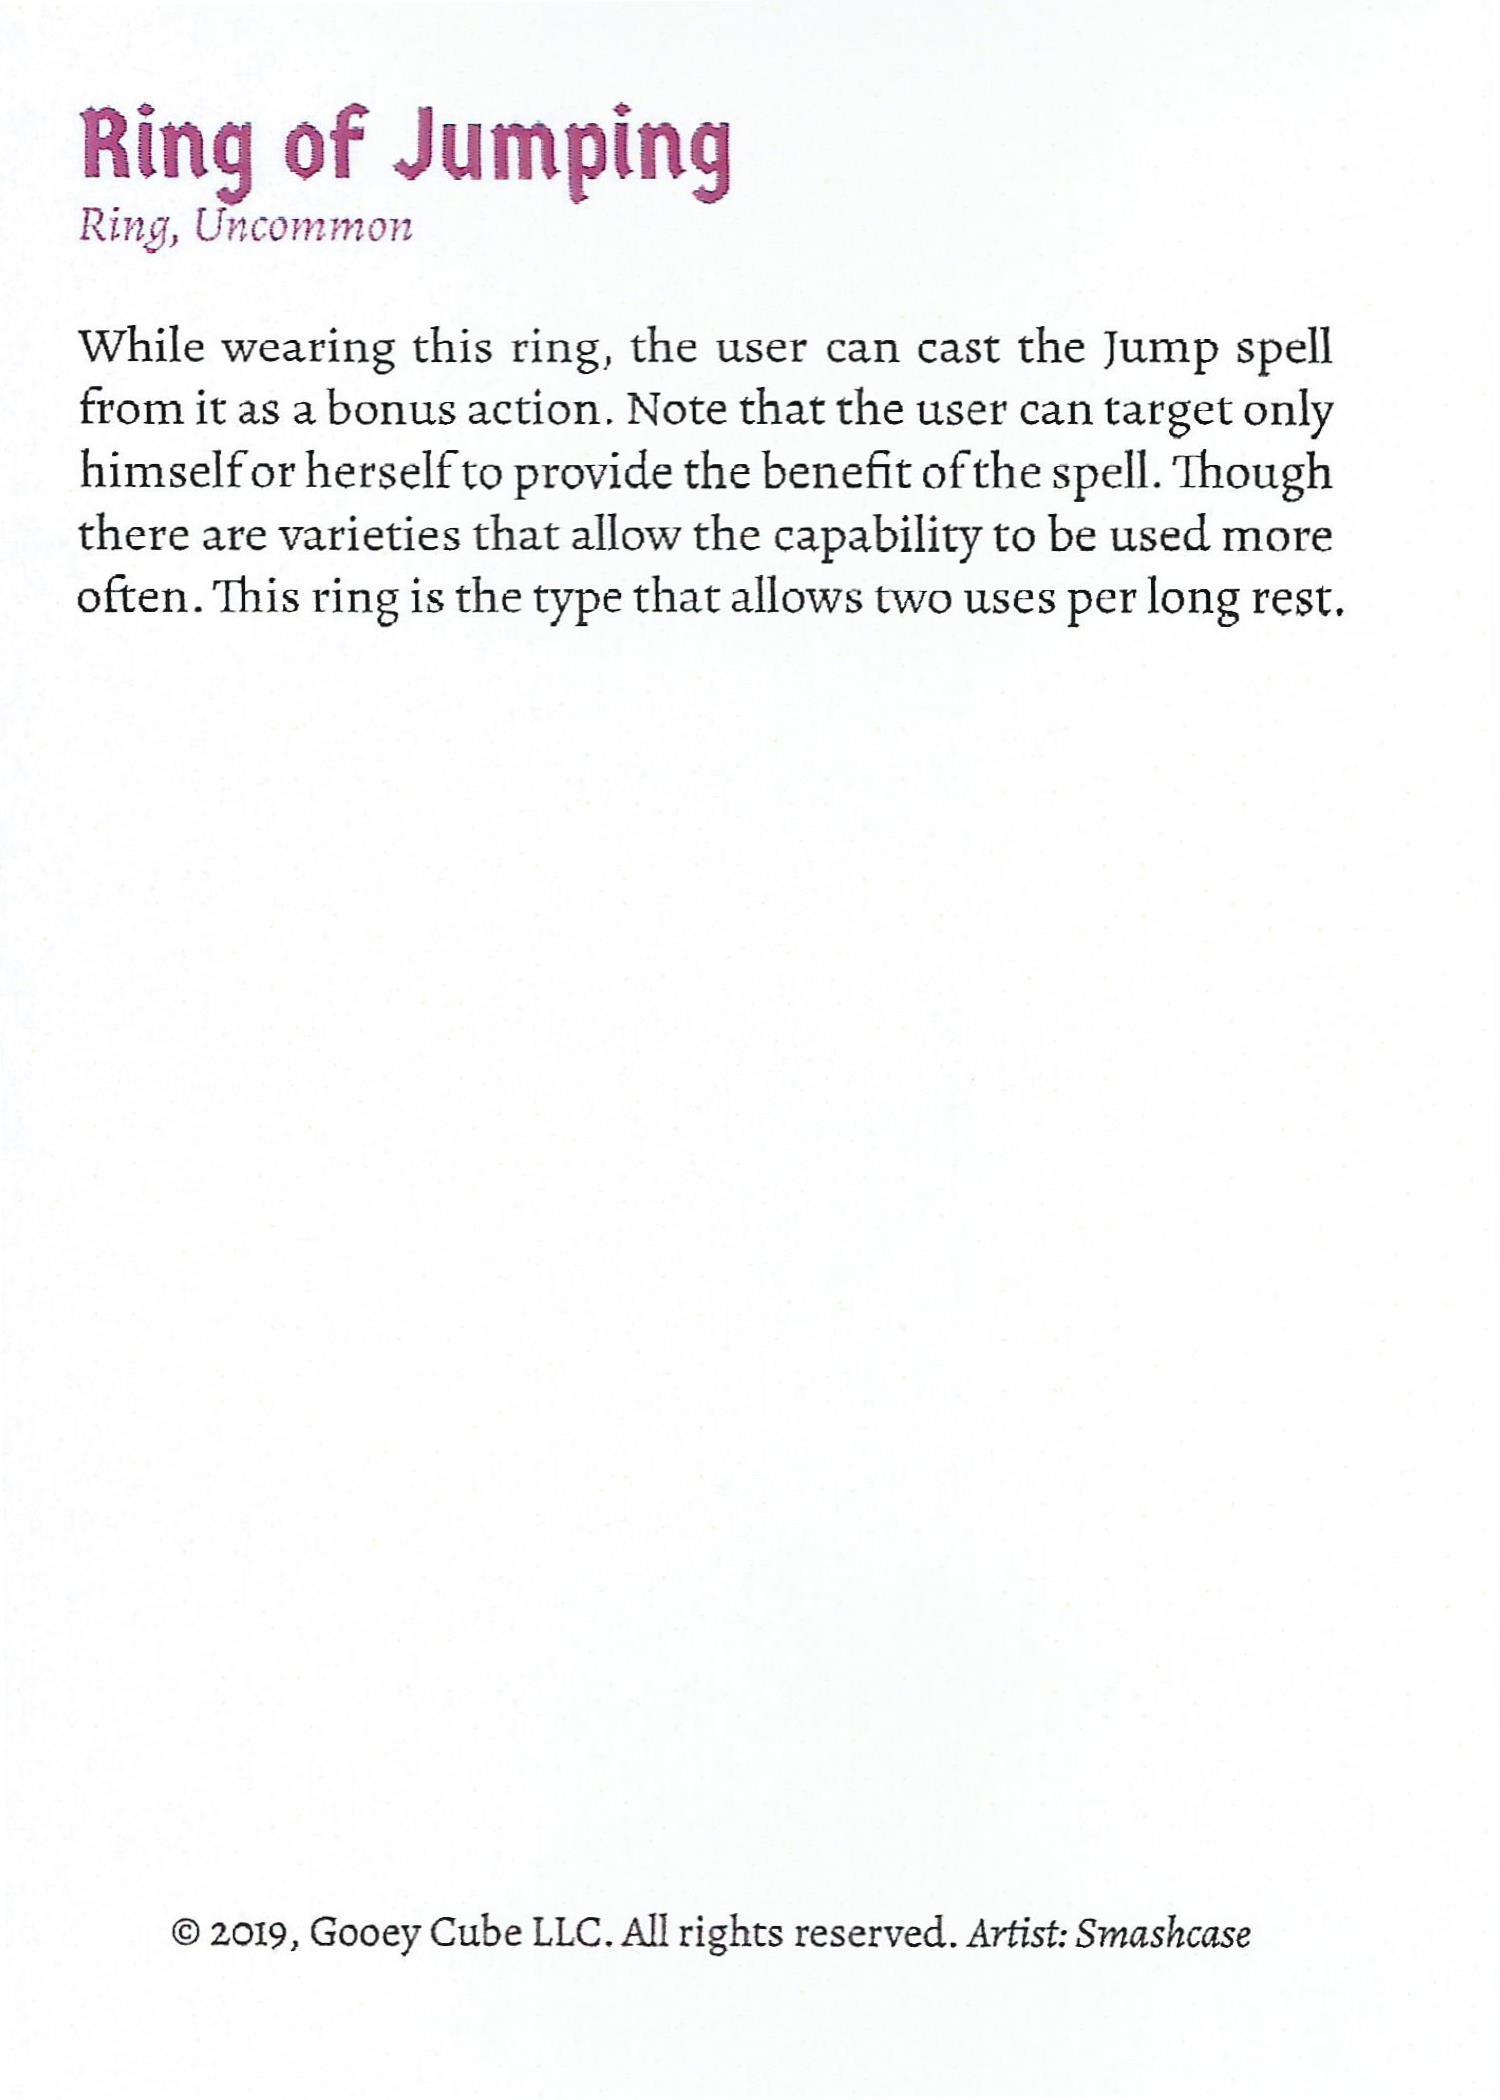 Ring of Jumping
Ring, Uncommon
While wearing this ring, the user can cast the Jump spell
from it as a bonus action. Note that the user can target only
himself or herself to provide the benefit of the spell. Though
there are varieties that allow the capability to be used more
often. This ring is the type that allows two uses per long rest.
© 2019, Gooey Cube LLC. All rights reserved. Artist: Smashcase